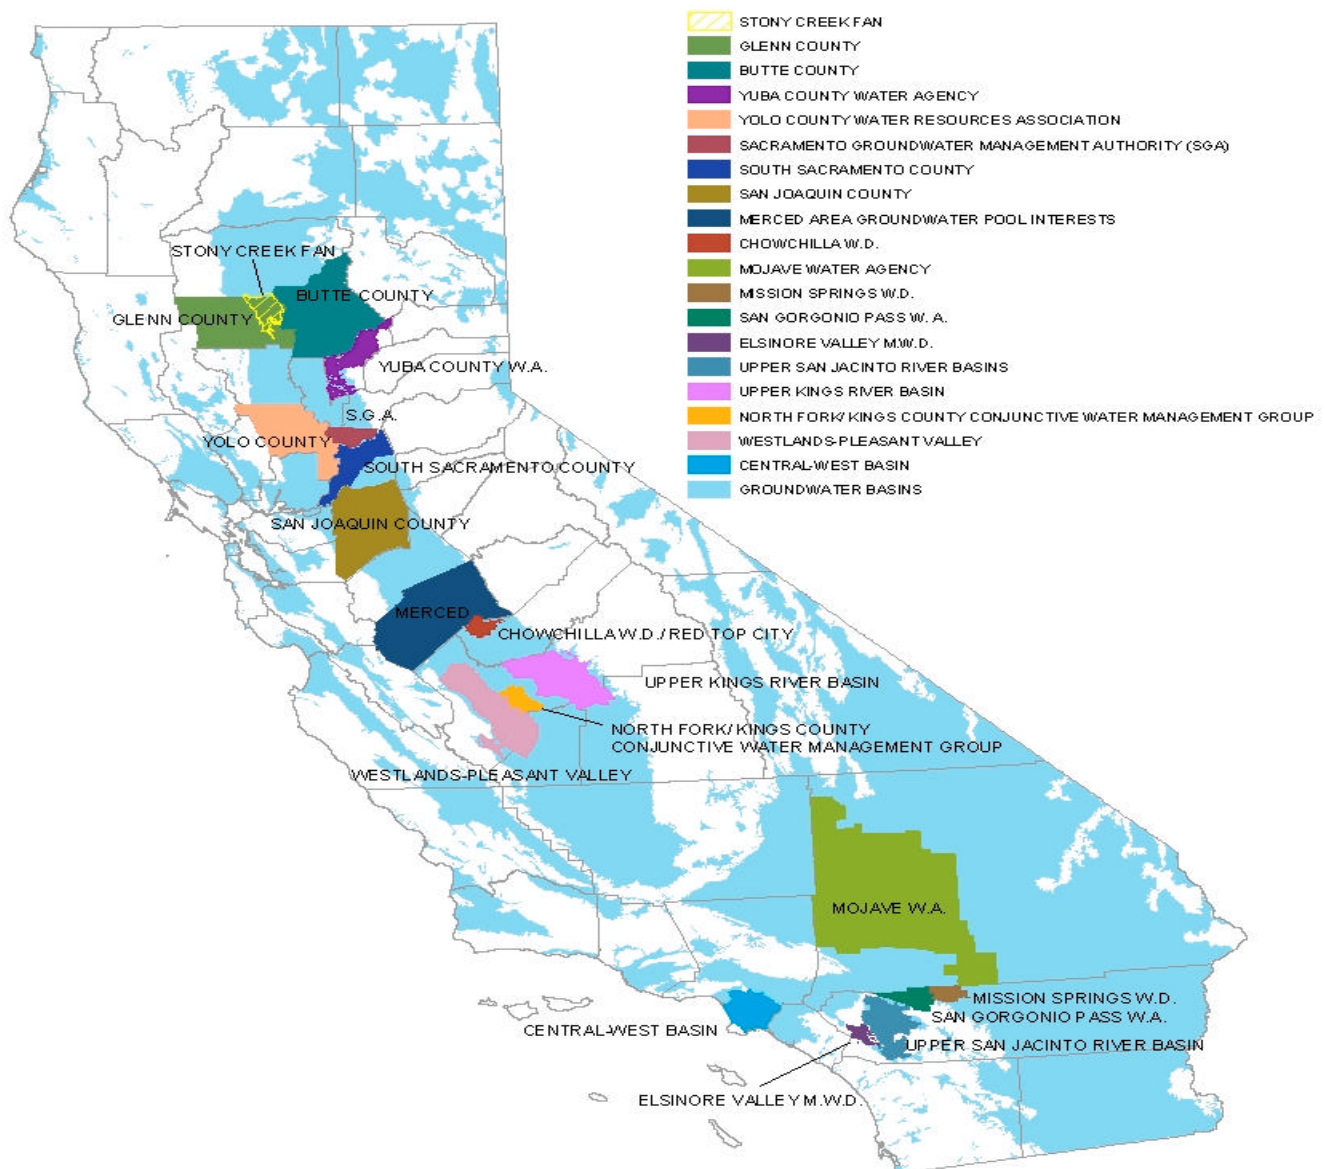 STONY CREEK FAN
GLENN COUNTY
BUTTE COUNTY
YUBA COUNTY WATER AGENCY
YOLO COUNTY WATER RESOURCES ASSOCIATION
SACRAMENTO GROUNDWATER MANAGEMENT AUTHORITY (SGA)
SOUTH SACRAMENTO COUNTY
SAN JOAQUIN COUNTY
MERCED AREA GROUNDWATER POOL INTERESTS
CHOWCHILLA W.D.
MOJAVE WATER AGENCY
MISSION SPRINGS W.D.
SAN GORGONIO PASS W. A.
ELSINORE VALLEY M.W.D.
UPPER SAN JACINTO RIVER BASINS
UPPER KINGS RIVER BASIN
NORTH FORK/ KINGS COUNTY CONJUNCTIVE WATER MANAGEMENT GROUP
WESTLANDS-PLEASANT VALLEY
CENTRAL-WEST BASIN
GROUNDWATER BASINS
STONY CREEK FAN
BUTTE COUNTY
GLENN COUNTY
YUBA COUNTY W.A.
S.G.A.
YOLO COUNTY
SOUTH SACRAMENTO COUNTY
SAN JOAQUIN COUNTY
MERCED
CHOWCHILLA W.D./ RED TOP CITY
UPPER KINGS RIVER BASIN
NORTH FORK/ KINGS COUNTY
CONJUNCTIVE WATER MANAGEMENT GROUP
WESTLANDS-PLEASANT VALLEY
MOJAVE W.A.
MISSION SPRINGS W.D.
SAN GORGONIO PASS W.A.
CENTRAL-WEST BASIN
UPPER SAN JACINTO RIVER BASIN
ELSINORE VALLEY M.W.D.